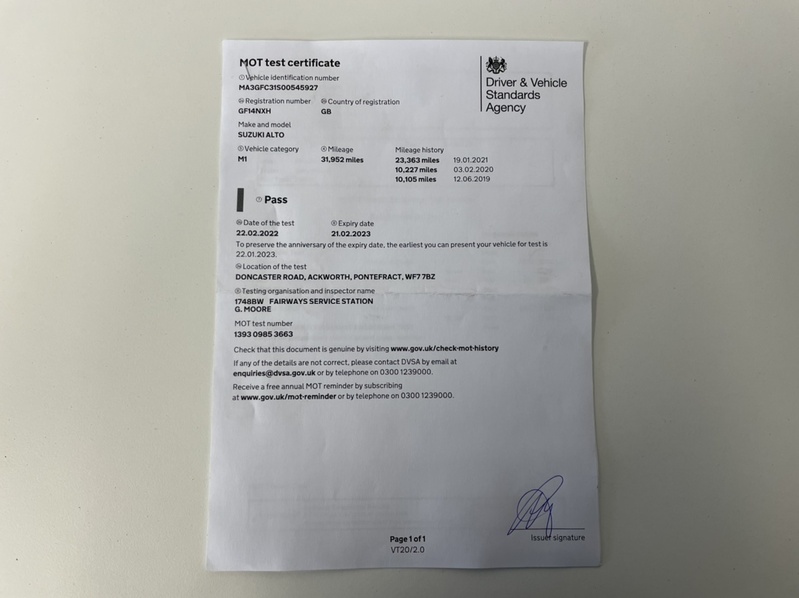 MOT test certificate
Driver & Vehicle
Standards
Agency
① Vehicle identification number
MA3GFC31S00545927
Registration number Country of registration
GF14NXH GB
Make and model
SUZUKI ALTO
Vehicle category Mileage Mileage history
M1 31,952 miles 23,363 miles 19.01.2021
10,227 miles 03.02.2020
10,105 miles 12.06.2019
⑦ Pass
Date of the test Expiry date
22.02.2022 21.02.2023
To preserve the anniversary of the expiry date, the earliest you can present your vehicle for test is
22.01.2023.
Location of the test
DONCASTER ROAD, ACKWORTH, PONTEFRACT, WF7 7BZ
Testing organisation and inspector name
1748BW FAIRWAYS SERVICE STATION
G. MOORE
MOT test number
1393 0985 3663
Check that this document is genuine by visiting www.gov.uk/check-mot-history
If any of the details are not correct, please contact DVSA by email at
enquiries@dvsa.gov.uk or by telephone on 0300 1239000.
Receive a free annual MOT reminder by subscribing
at www.gov.uk/mot-reminder or by telephone on 0300 1239000.
Issuer signature
Page 1 of 1
VT20/2.0